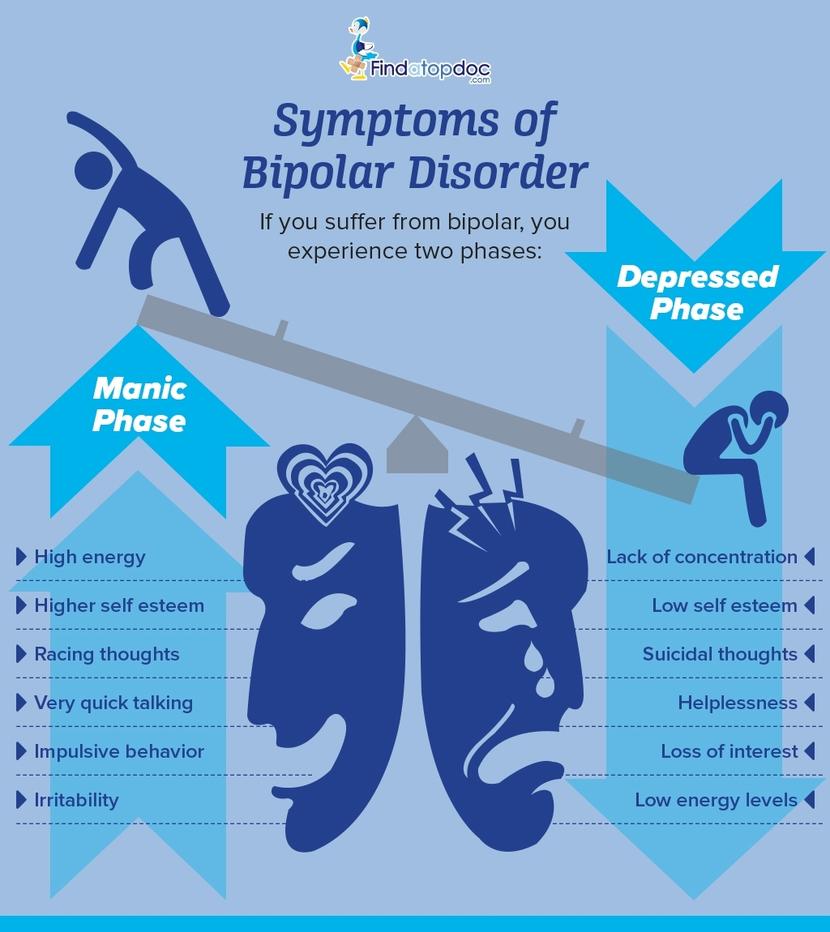 Findatopdoc
.com
Symptoms of
Bipolar Disorder
If you suffer from bipolar, you
experience two phases:
Manic
Phase
High energy
Higher self esteem
Racing thoughts
Very quick talking
Impulsive behavior
Irritability
Depressed
Phase
Lack of concentration
Low self esteem
Suicidal thoughts
Helplessness
Loss of interest
Low energy levels